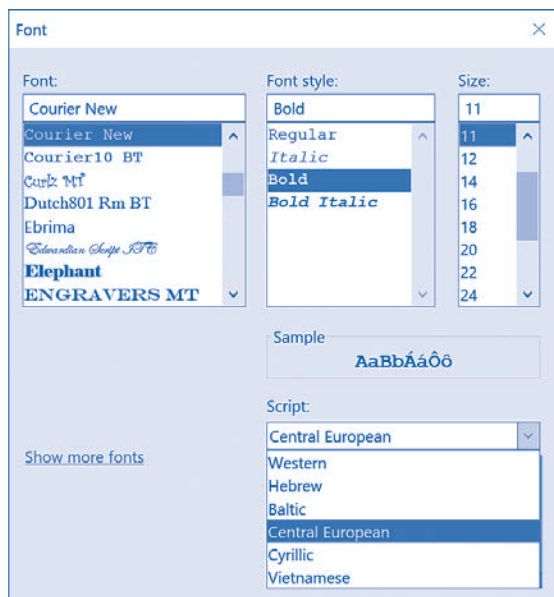 Font
Font:
Courier New
Courier New
Courier10 BT
Curlz MT
Dutch801 Rm BT
Ebrima
Edwardian Script ITC
Elephant
ENGRAVERS MT
Font style:
Bold
Regular
Italic
Bold
Bold Italic
Size:
11
11
12
14
16
18
20
22
24
Sample
AaBbÁáÔô
Script:
Central European
Western
Hebrew
Baltic
Central European
Cyrillic
Vietnamese
Show more fonts